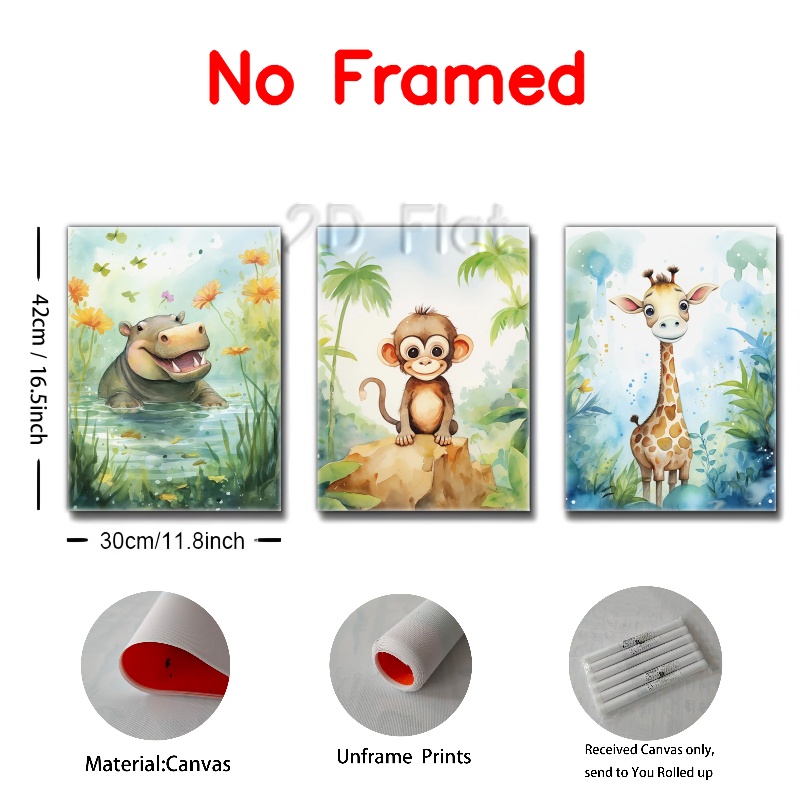 No Framed
2D Flat
42cm / 16.5inch
30cm/11.8inch
Material:Canvas
Unframe Prints
Received Canvas only,
send to You Rolled up